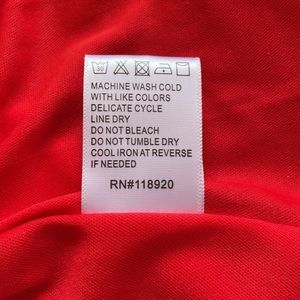 30
MACHINE WASH COLD
WITH LIKE COLORS
DELICATE CYCLE
LINE DRY
DO NOT BLEACH
DO NOT TUMBLE DRY
COOL IRON AT REVERSE
IF NEEDED
RN#118920